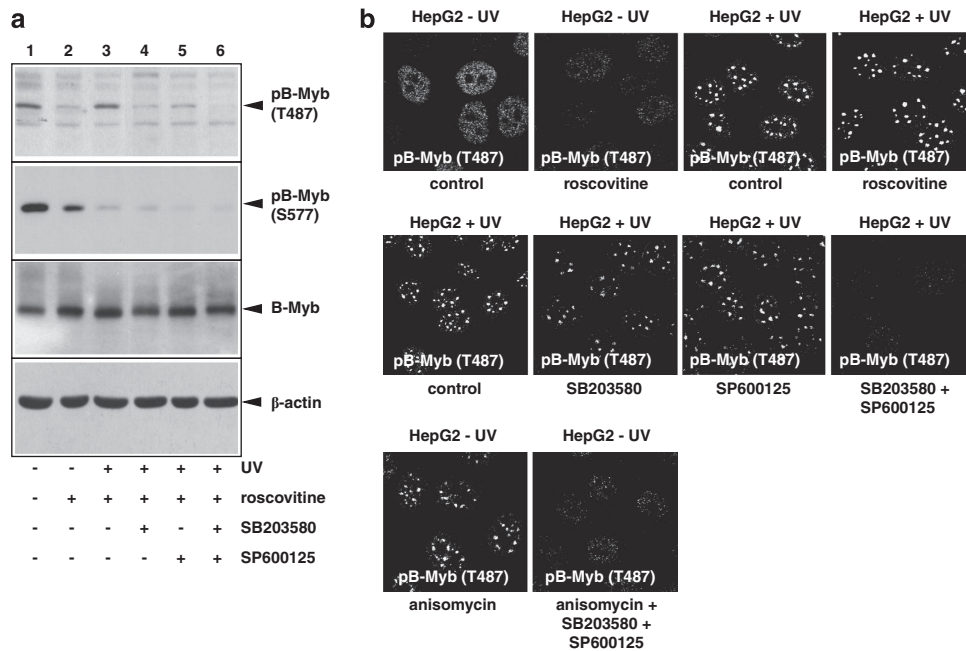 a
1 2 3 4 5 6
pB-Myb
(T487)
pB-Myb
(S577)
B-Myb
β-actin
- - + + + + UV
- + + + + + roscovitine
- - - + - + SB203580
- - - - + + SP600125
b
HepG2 - UV HepG2 - UV HepG2 + UV HepG2 + UV
pB-Myb (T487) pB-Myb (T487) pB-Myb (T487) pB-Myb (T487)
control roscovitine control roscovitine
HepG2 + UV HepG2 + UV HepG2 + UV HepG2 + UV
pB-Myb (T487) pB-Myb (T487) pB-Myb (T487) pB-Myb (T487)
control SB203580 SP600125 SB203580 +
SP600125
HepG2 - UV HepG2 - UV
pB-Myb (T487) pB-Myb (T487)
anisomycin anisomycin +
SB203580 +
SP600125